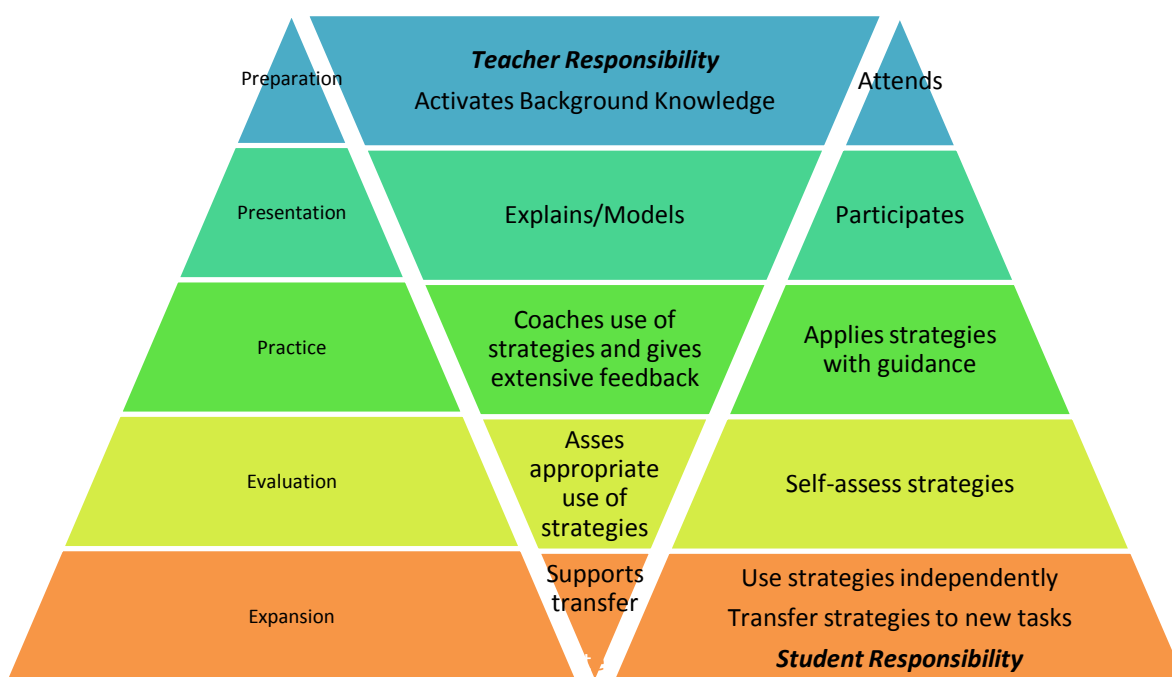 Preparation
Teacher Responsibility
Activates Background Knowledge
Attends
Presentation
Explains/Models
Participates
Practice
Coaches use of
strategies and gives
extensive feedback
Applies strategies
with guidance
Evaluation
Asses
appropriate
use of
strategies
Self-assess strategies
Expansion
Supports
transfer
Use strategies independently
Transfer strategies to new tasks
Student Responsibility